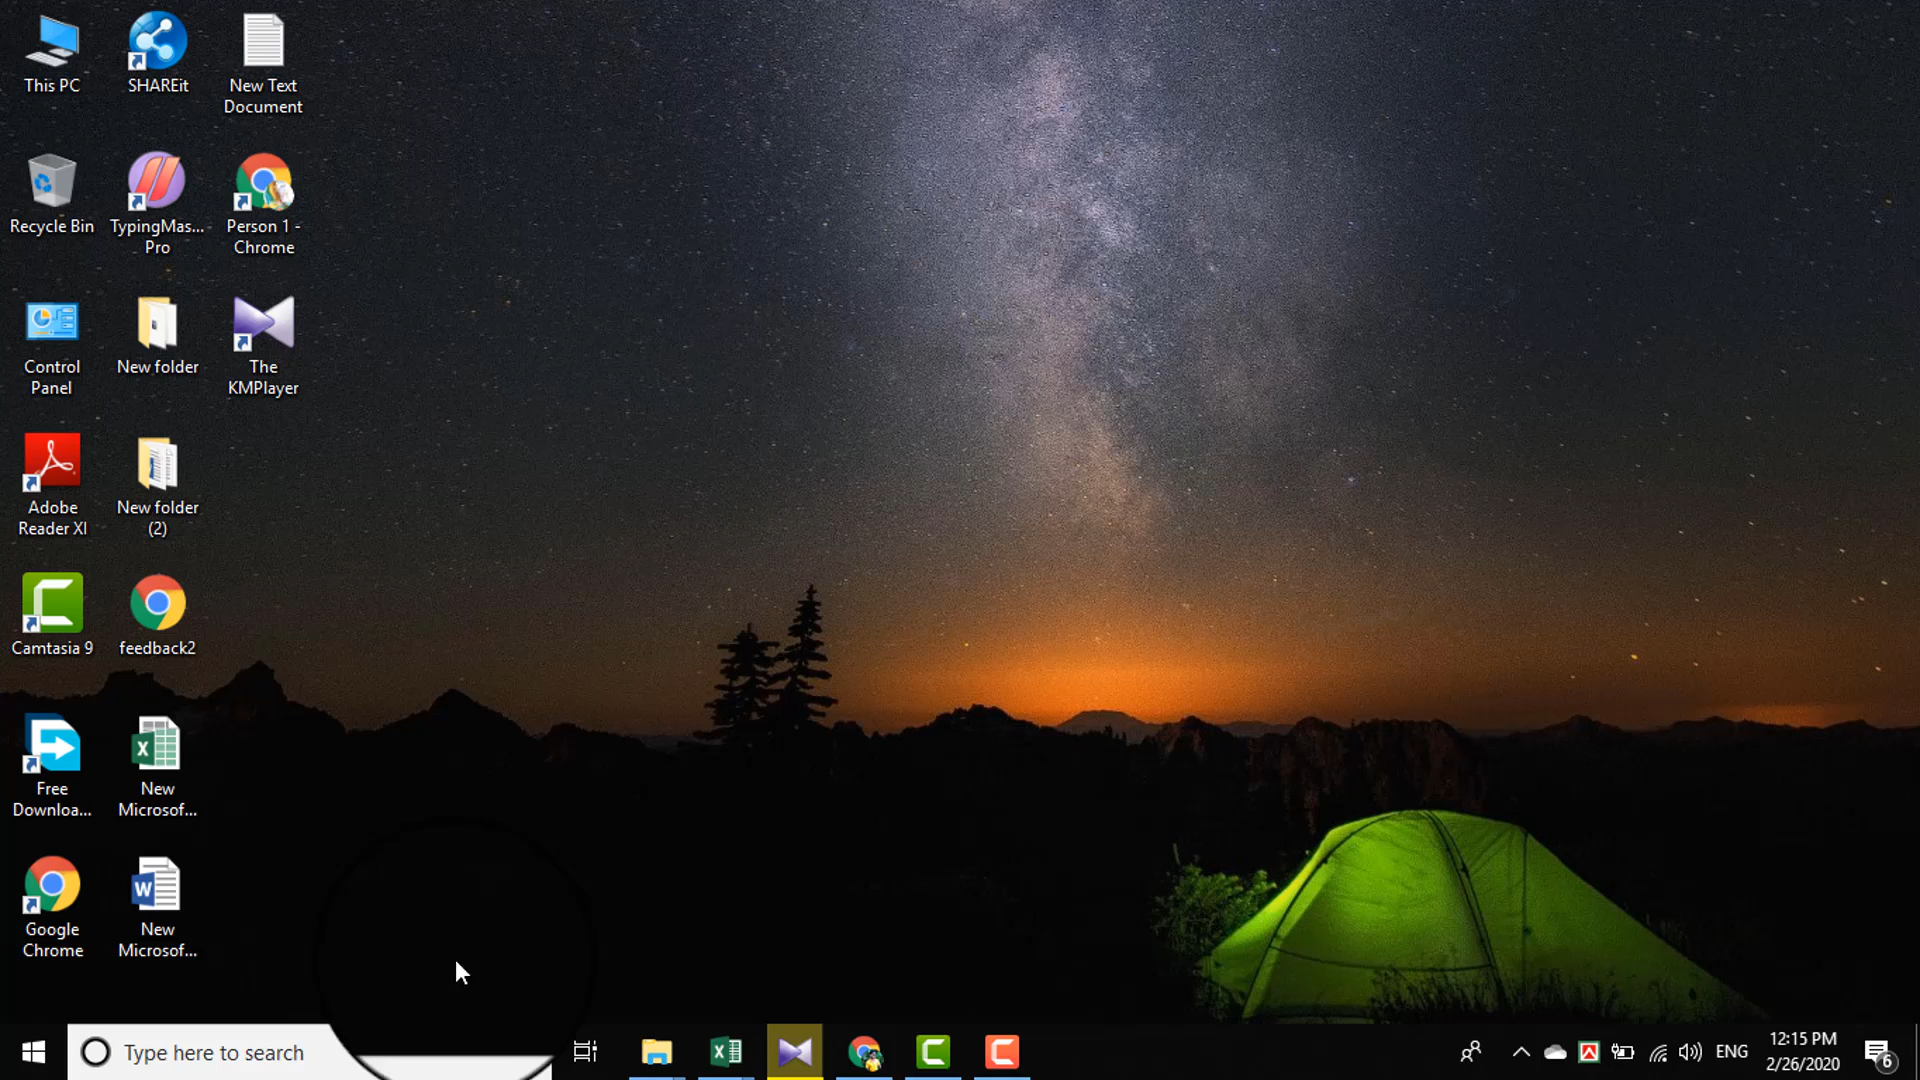 This PC
SHAREit
New Text
Document
Recycle Bin
TypingMas...
Pro
Person 1 -
Chrome
Control
Panel
New folder
The
KMPlayer
Adobe
Reader XI
New folder
(2)
Camtasia 9
feedback2
Free
Downloa...
New
Microsof...
Google
Chrome
New
Microsof...
Type here to search
ENG
12:15 PM
2/26/2020
6